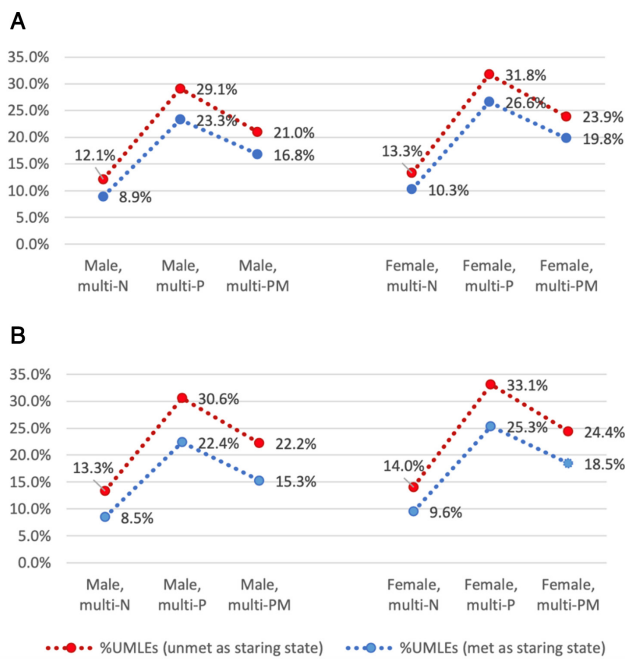 A
35.0%
30.0%
25.0%
20.0%
15.0%
10.0%
5.0%
0.0%
12.1%
29.1%
21.0%
8.9%
23.3%
16.8%
13.3%
31.8%
23.9%
10.3%
26.6%
19.8%
Male,
multi-N
Male,
multi-P
Male,
multi-PM
Female,
multi-N
Female,
multi-P
Female,
multi-PM
B
35.0%
30.0%
25.0%
20.0%
15.0%
10.0%
5.0%
0.0%
13.3%
30.6%
22.2%
8.5%
22.4%
15.3%
14.0%
33.1%
24.4%
9.6%
25.3%
18.5%
Male,
multi-N
Male,
multi-P
Male,
multi-PM
Female,
multi-N
Female,
multi-P
Female,
multi-PM
%UMLEs (unmet as staring state)
%UMLEs (met as staring state)